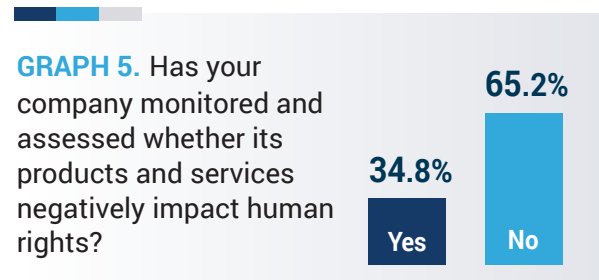 GRAPH 5. Has your
company monitored and
assessed whether its
products and services
negatively impact human
rights?
65.2%
34.8%
Yes
No